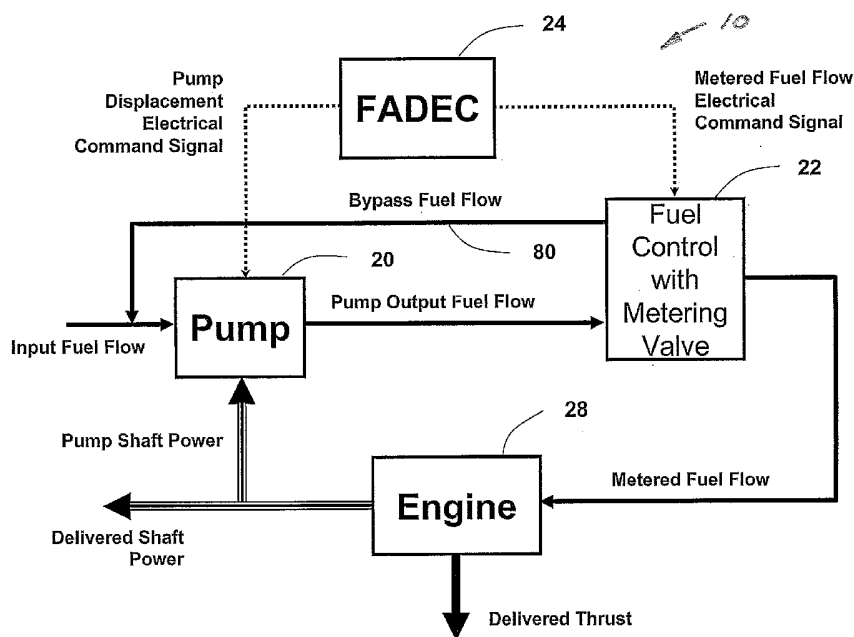 24
10
Pump
Displacement
Electrical
Command Signal
FADEC
Metered Fuel Flow
Electrical
Command Signal
22
Bypass Fuel Flow
80
Fuel
Control
with
Metering
Valve
20
Pump Output Fuel Flow
Pump
Input Fuel Flow
28
Pump Shaft Power
Metered Fuel Flow
Engine
Delivered Shaft
Power
Delivered Thrust